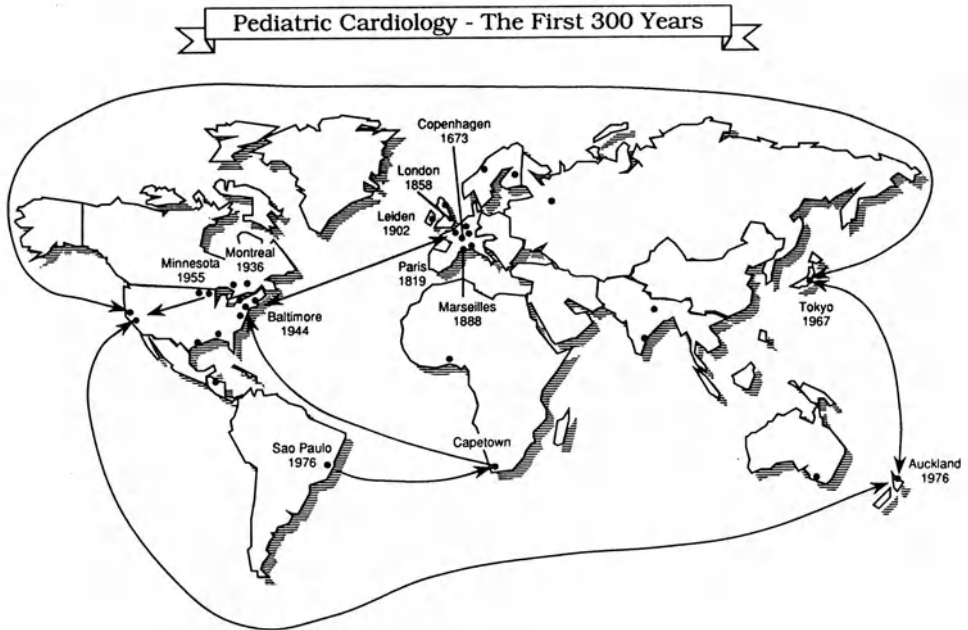 Pediatric Cardiology - The First 300 Years
Copenhagen
1673
London
1858
Leiden
1902
Montreal
1936
Minnesota
1955
Paris
1819
Marseilles
1888
Baltimore
1944
Tokyo
1967
Capetown
Sao Paulo
1976
Auckland
1976